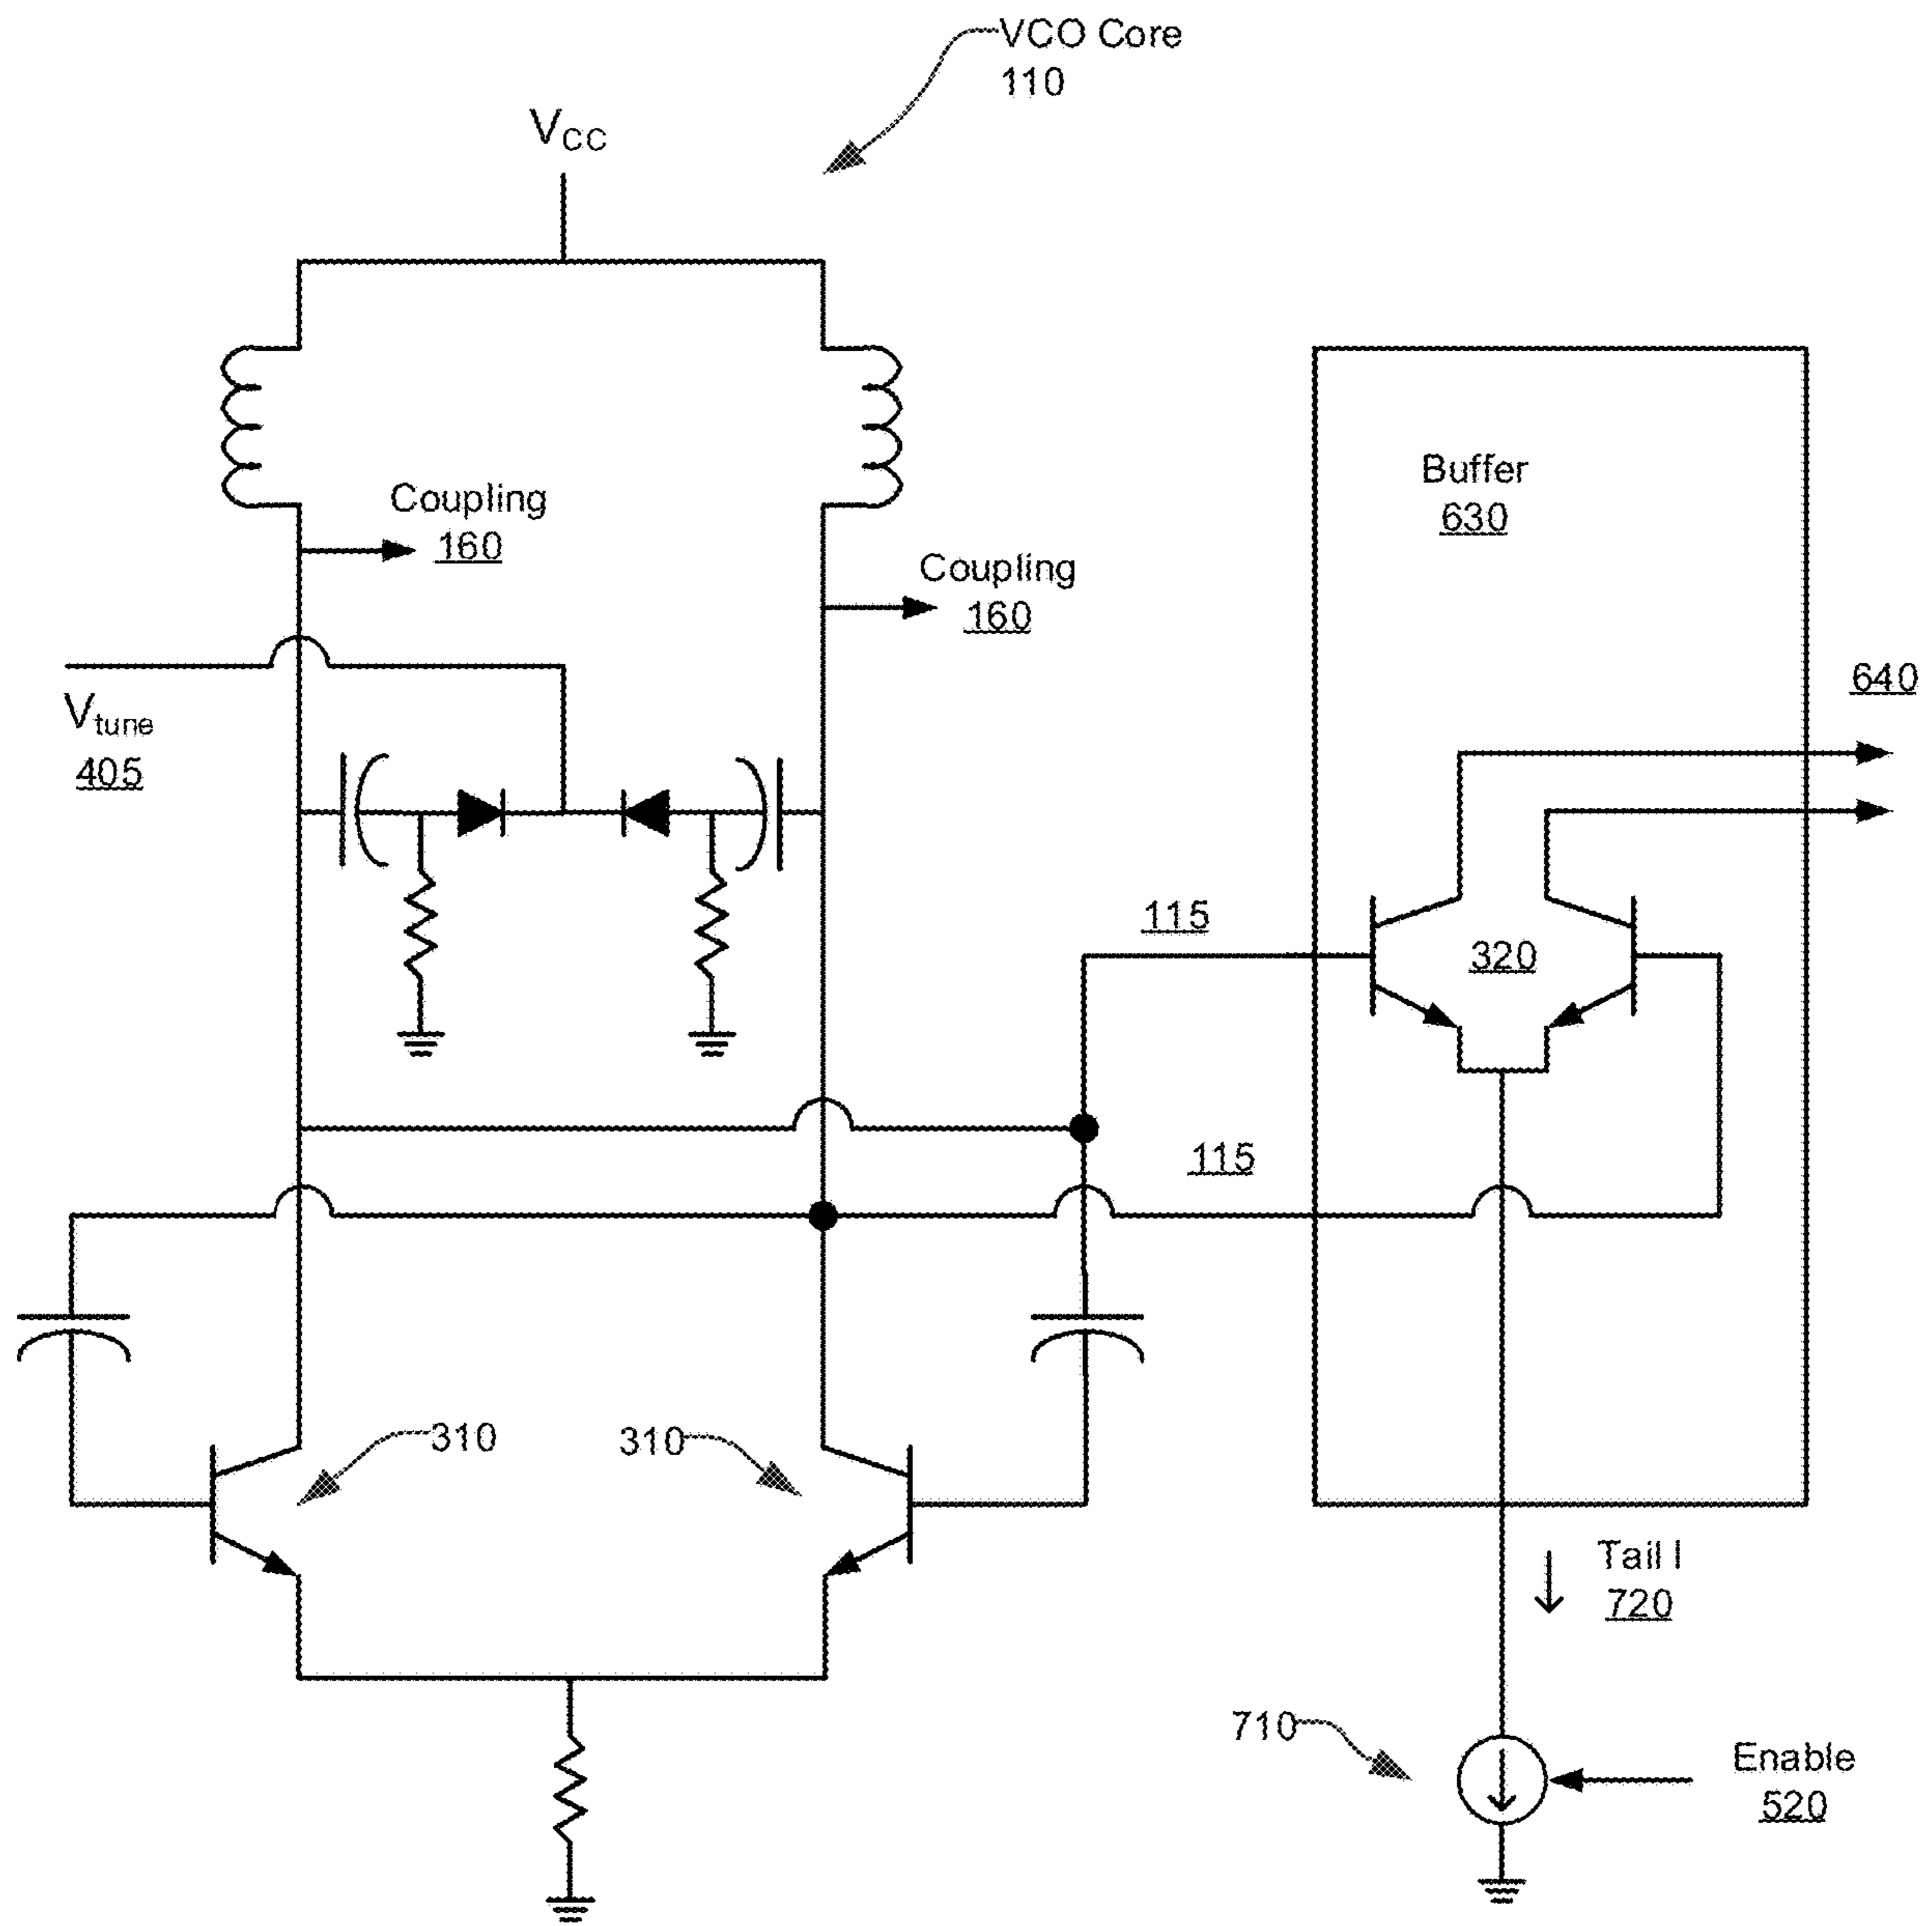 VCO Core
110
VCC
Buffer
630
Coupling
160
Coupling
160
640
Vtune
405
115
320
115
310
310
Tail I
720
710
Enable
520